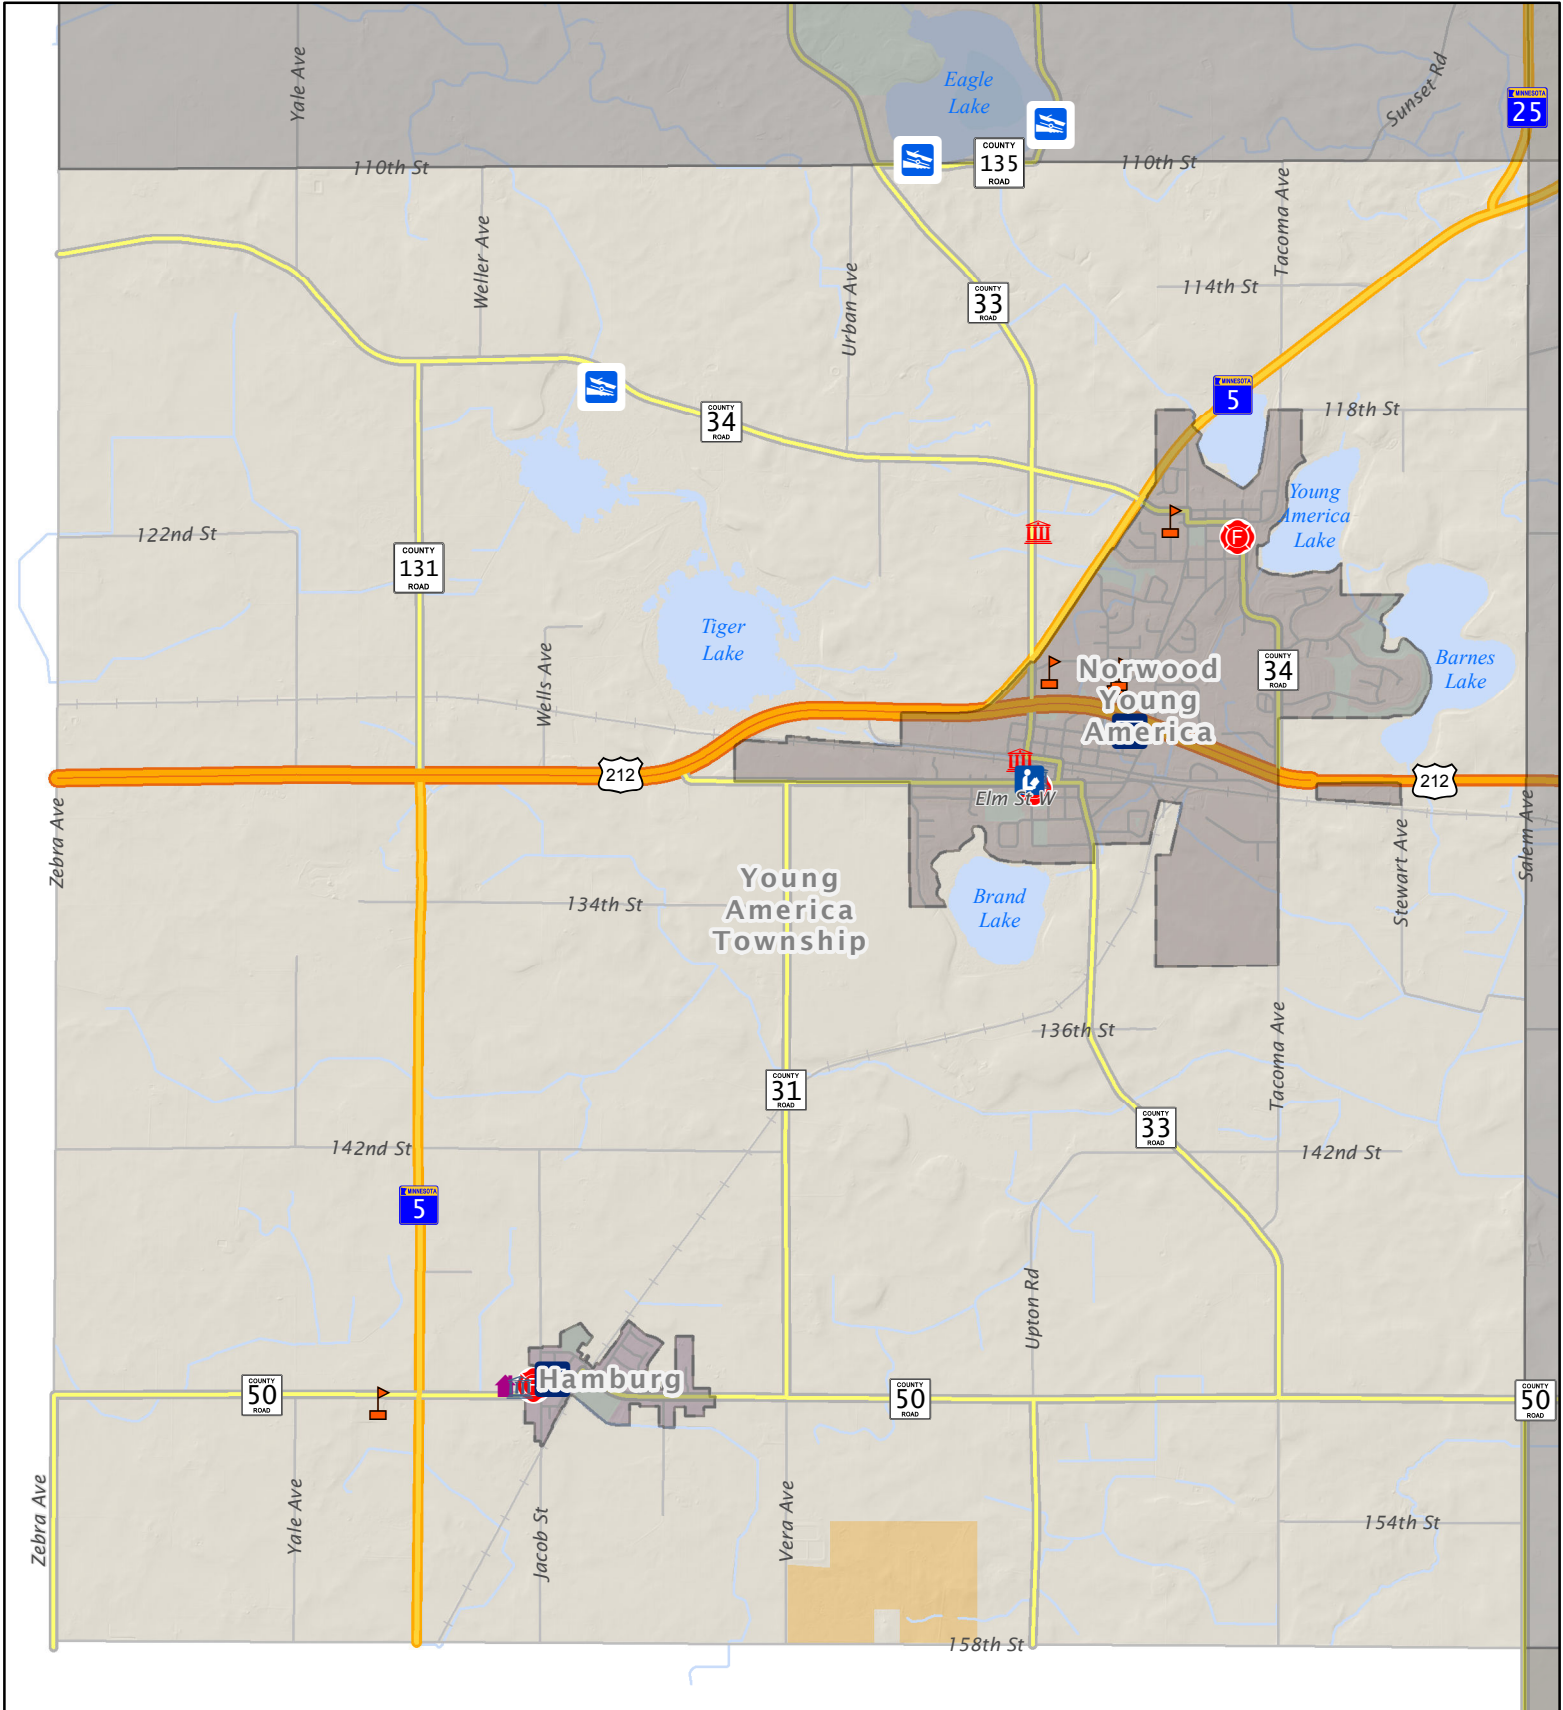 Eagle
Lake
Yale Ave
Sunset Rd
MINNESOTA
25
COUNTY
135
ROAD
110th St
110th St
Weller Ave
Urban Ave
Tacoma Ave
COUNTY
33
ROAD
114th St
MINNESOTA
5
118th St
COUNTY
34
ROAD
Young
America
Lake
122nd St
F
COUNTY
131
ROAD
Tiger
Lake
Wells Ave
Norwood
Young
America
COUNTY
34
ROAD
Barnes
Lake
212
212
Elm St W
Zebra Ave
Stewart Ave
Salem Ave
134th St
Young
America
Township
Brand
Lake
136th St
Tacoma Ave
COUNTY
31
ROAD
COUNTY
33
ROAD
142nd St
142nd St
MINNESOTA
5
Upton Rd
Hamburg
COUNTY
50
ROAD
COUNTY
50
ROAD
COUNTY
50
ROAD
Zebra Ave
Yale Ave
Jacob St
Vera Ave
154th St
158th St